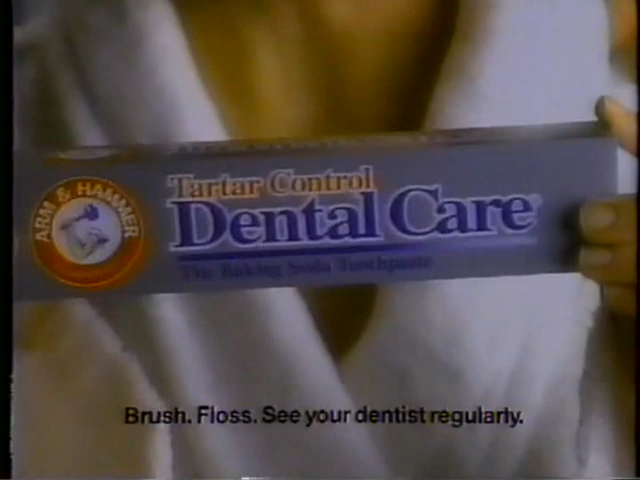 ARM & HAMMER
Tartar Control
Dental Care
The Baking Soda Toothpaste
Brush. Floss. See your dentist regularly.